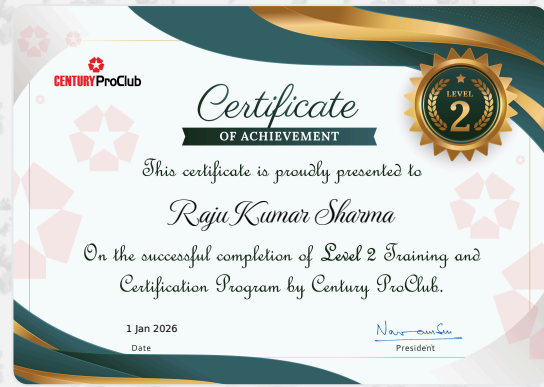 CENTURY ProClub
Certificate
OF ACHIEVEMENT
LEVEL
2
This certificate is proudly presented to
Raju Kumar Sharma
On the successful completion of Level 2 Training and
Certification Program by Century ProClub.
1 Jan 2026
Date
President